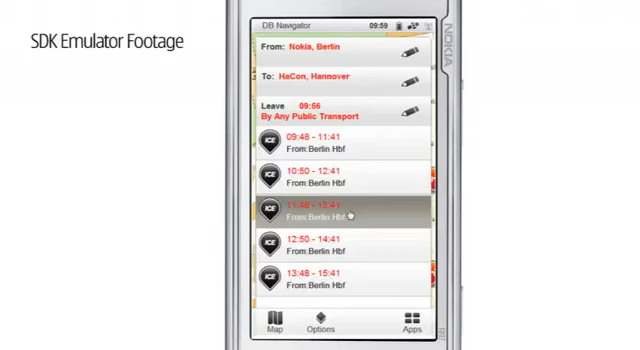 SDK Emulator Footage
DB Navigator 09:59
NOKIA
From: Nokia, Berlin
To: HaCon, Hannover
Leave 09:56
By Any Public Transport
ICE 09:48 - 11:41
From:Berlin Hbf
ICE 10:50 - 12:41
From:Berlin Hbf
ICE 11:48 - 13:41
From:Berlin Hbf
ICE 12:50 - 14:41
From:Berlin Hbf
ICE 13:48 - 15:41
From:Berlin Hbf
Map Options Apps